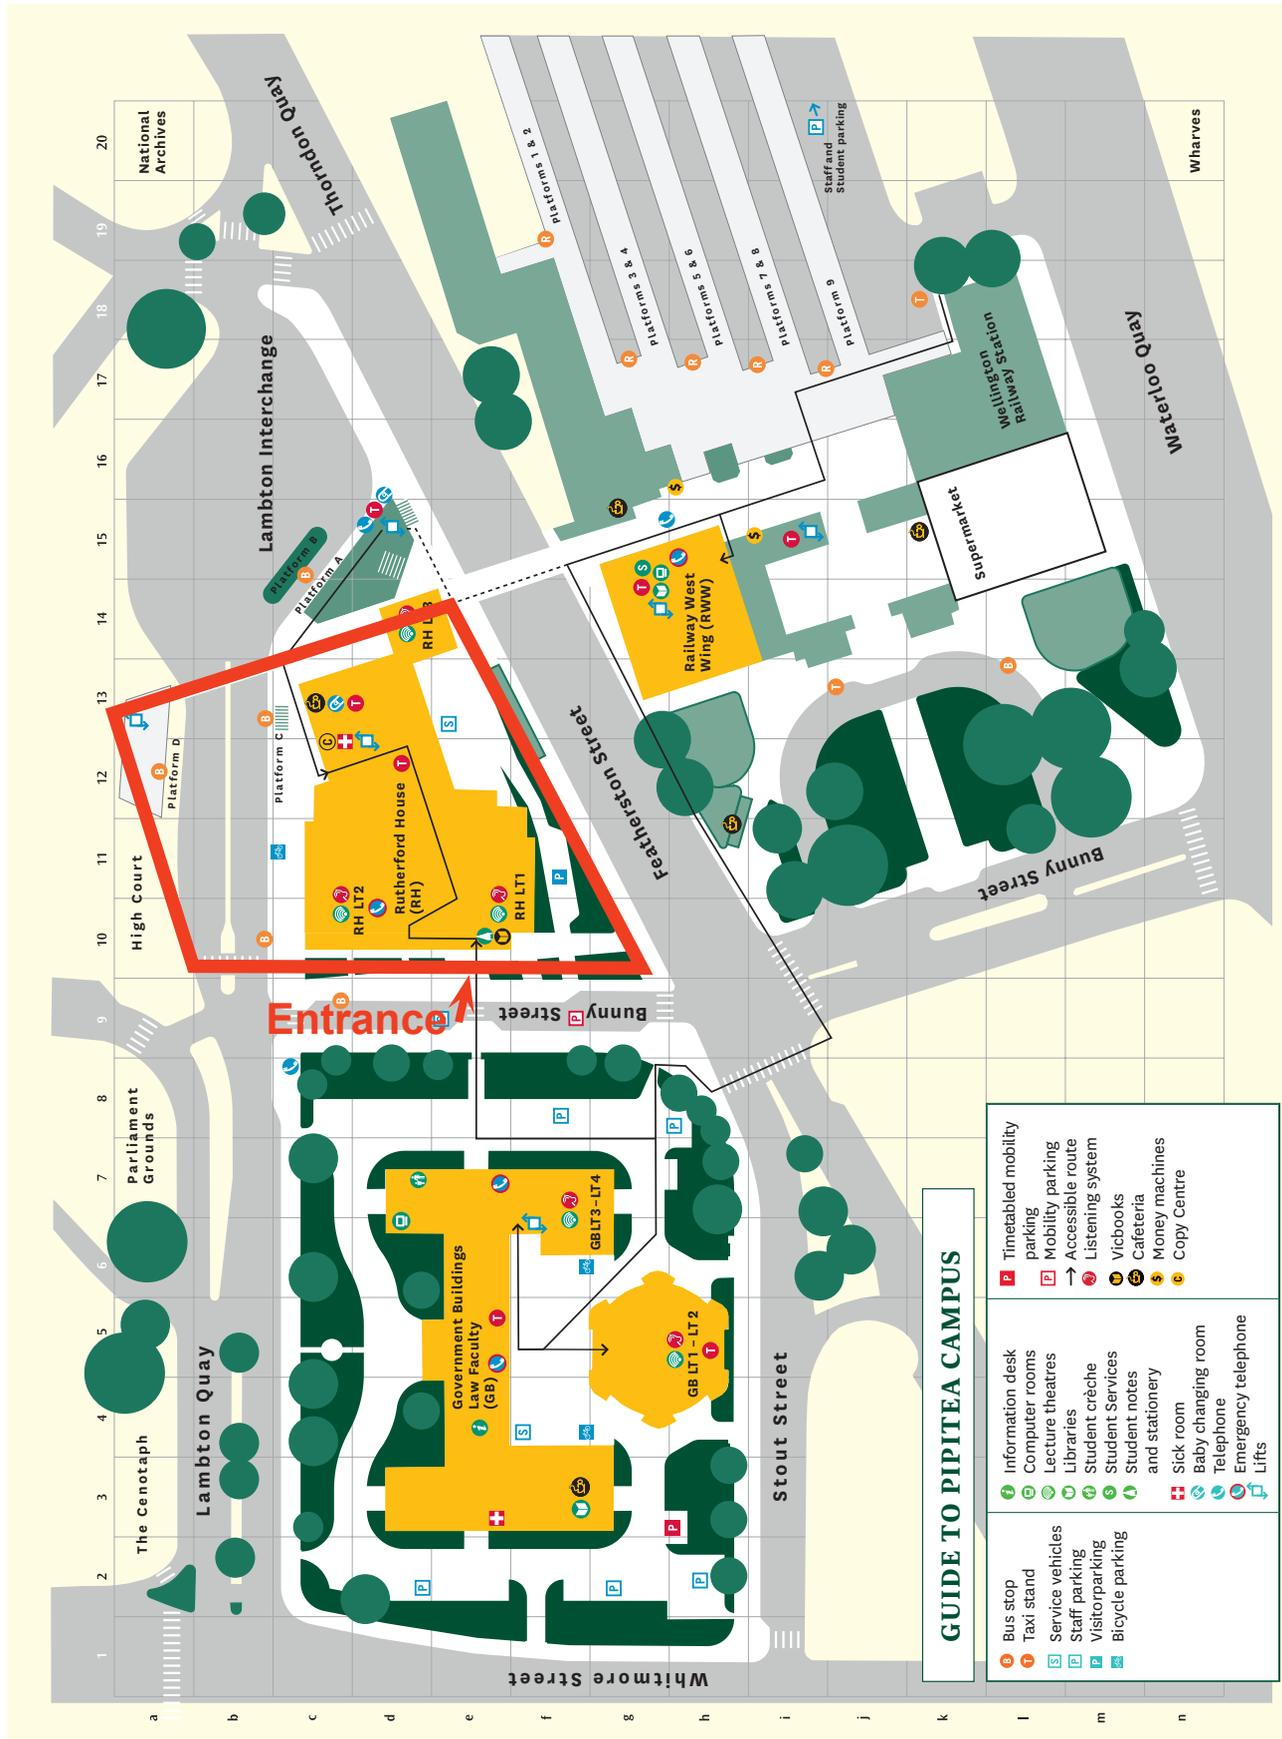 National
Archives
Thorndon Quay
Lambton Interchange
Platform B
Platform A
Platform C
Platform D
High Court
Parliament
Grounds
The Cenotaph
Lambton Quay
Platforms 1 & 2
Platforms 3 & 4
Platforms 5 & 6
Platforms 7 & 8
Platform 9
Staff and
Student parking
Wharves
Wellington
Railway Station
Waterloo Quay
Supermarket
Railway West
Wing (RWW)
RH LT3
Rutherford House
(RH)
RH LT2
RH LT1
Featherston Street
Bunny Street
Bunny Street
Entrance
Government Buildings
Law Faculty
(GB)
GBLT3–LT4
GB LT1 – LT2
Stout Street
Whitmore Street
1
2
3
4
5
6
7
8
9
10
11
12
13
14
15
16
17
18
19
20
a
b
c
d
e
f
g
h
i
j
k
l
m
n
GUIDE TO PIPITEA CAMPUS
B Bus stop
T Taxi stand
S Service vehicles
P Staff parking
P Visitorparking
Bicycle parking
i Information desk
Computer rooms
Lecture theatres
Libraries
Student crèche
S Student Services
Student notes
and stationery
Sick room
Baby changing room
Telephone
Emergency telephone
Lifts
P Timetabled mobility
parking
P Mobility parking
Accessible route
Listening system
Vicbooks
Cafeteria
$ Money machines
C Copy Centre